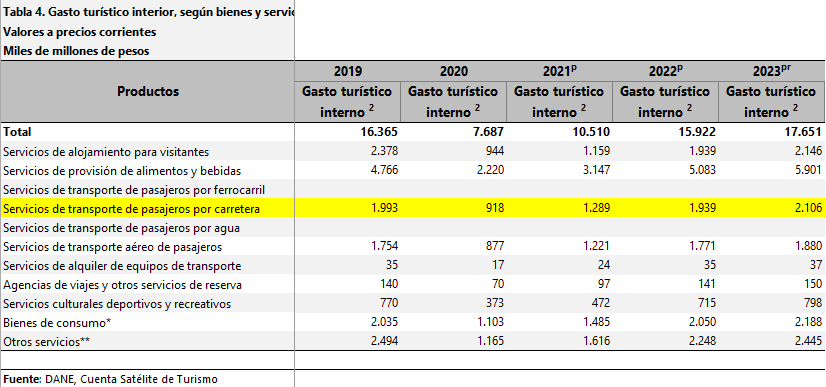 Tabla 4. Gasto turístico interior, según bienes y servic
Valores a precios corrientes
Miles de millones de pesos
Productos 2019 2020 2021p 2022p 2023pr
Gasto turístico interno 2 Gasto turístico interno 2 Gasto turístico interno 2 Gasto turístico interno 2 Gasto turístico interno 2
Total 16.365 7.687 10.510 15.922 17.651
Servicios de alojamiento para visitantes 2.378 944 1.159 1.939 2.146
Servicios de provisión de alimentos y bebidas 4.766 2.220 3.147 5.083 5.901
Servicios de transporte de pasajeros por ferrocarril
Servicios de transporte de pasajeros por carretera 1.993 918 1.289 1.939 2.106
Servicios de transporte de pasajeros por agua
Servicios de transporte aéreo de pasajeros 1.754 877 1.221 1.771 1.880
Servicios de alquiler de equipos de transporte 35 17 24 35 37
Agencias de viajes y otros servicios de reserva 140 70 97 141 150
Servicios culturales deportivos y recreativos 770 373 472 715 798
Bienes de consumo* 2.035 1.103 1.485 2.050 2.188
Otros servicios** 2.494 1.165 1.616 2.248 2.445
Fuente: DANE, Cuenta Satélite de Turismo